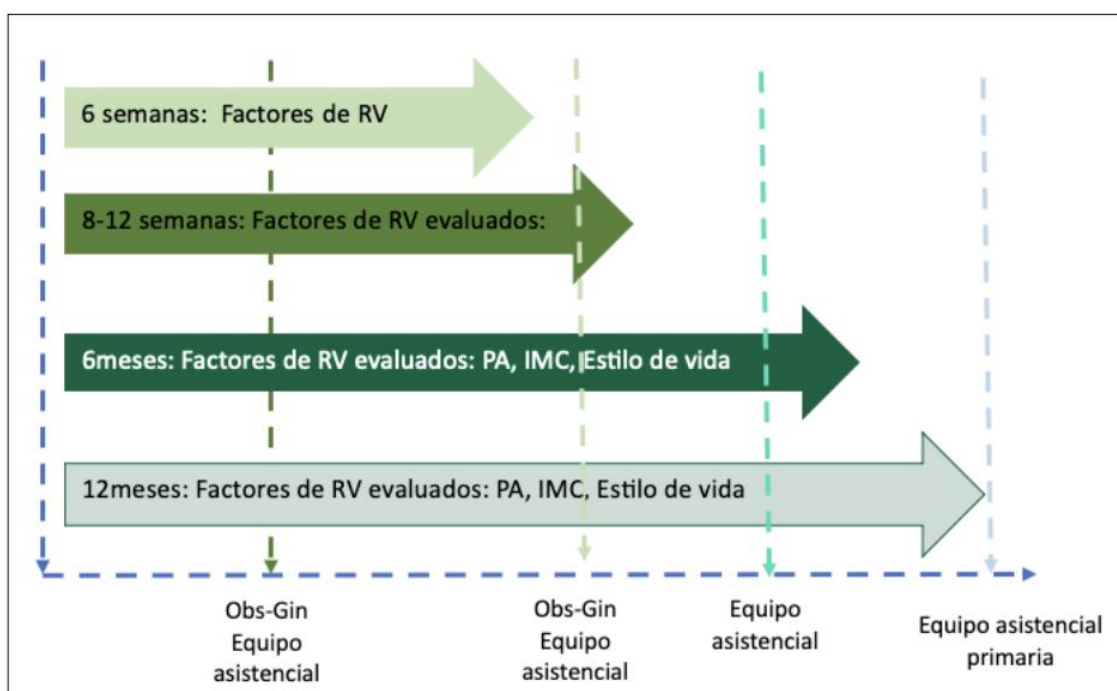 6 semanas: Factores de RV
8-12 semanas: Factores de RV evaluados:
6meses: Factores de RV evaluados: PA, IMC, Estilo de vida
12meses: Factores de RV evaluados: PA, IMC, Estilo de vida
Obs-Gin
Equipo
asistencial
Obs-Gin
Equipo
asistencial
Equipo
asistencial
Equipo asistencial
primaria